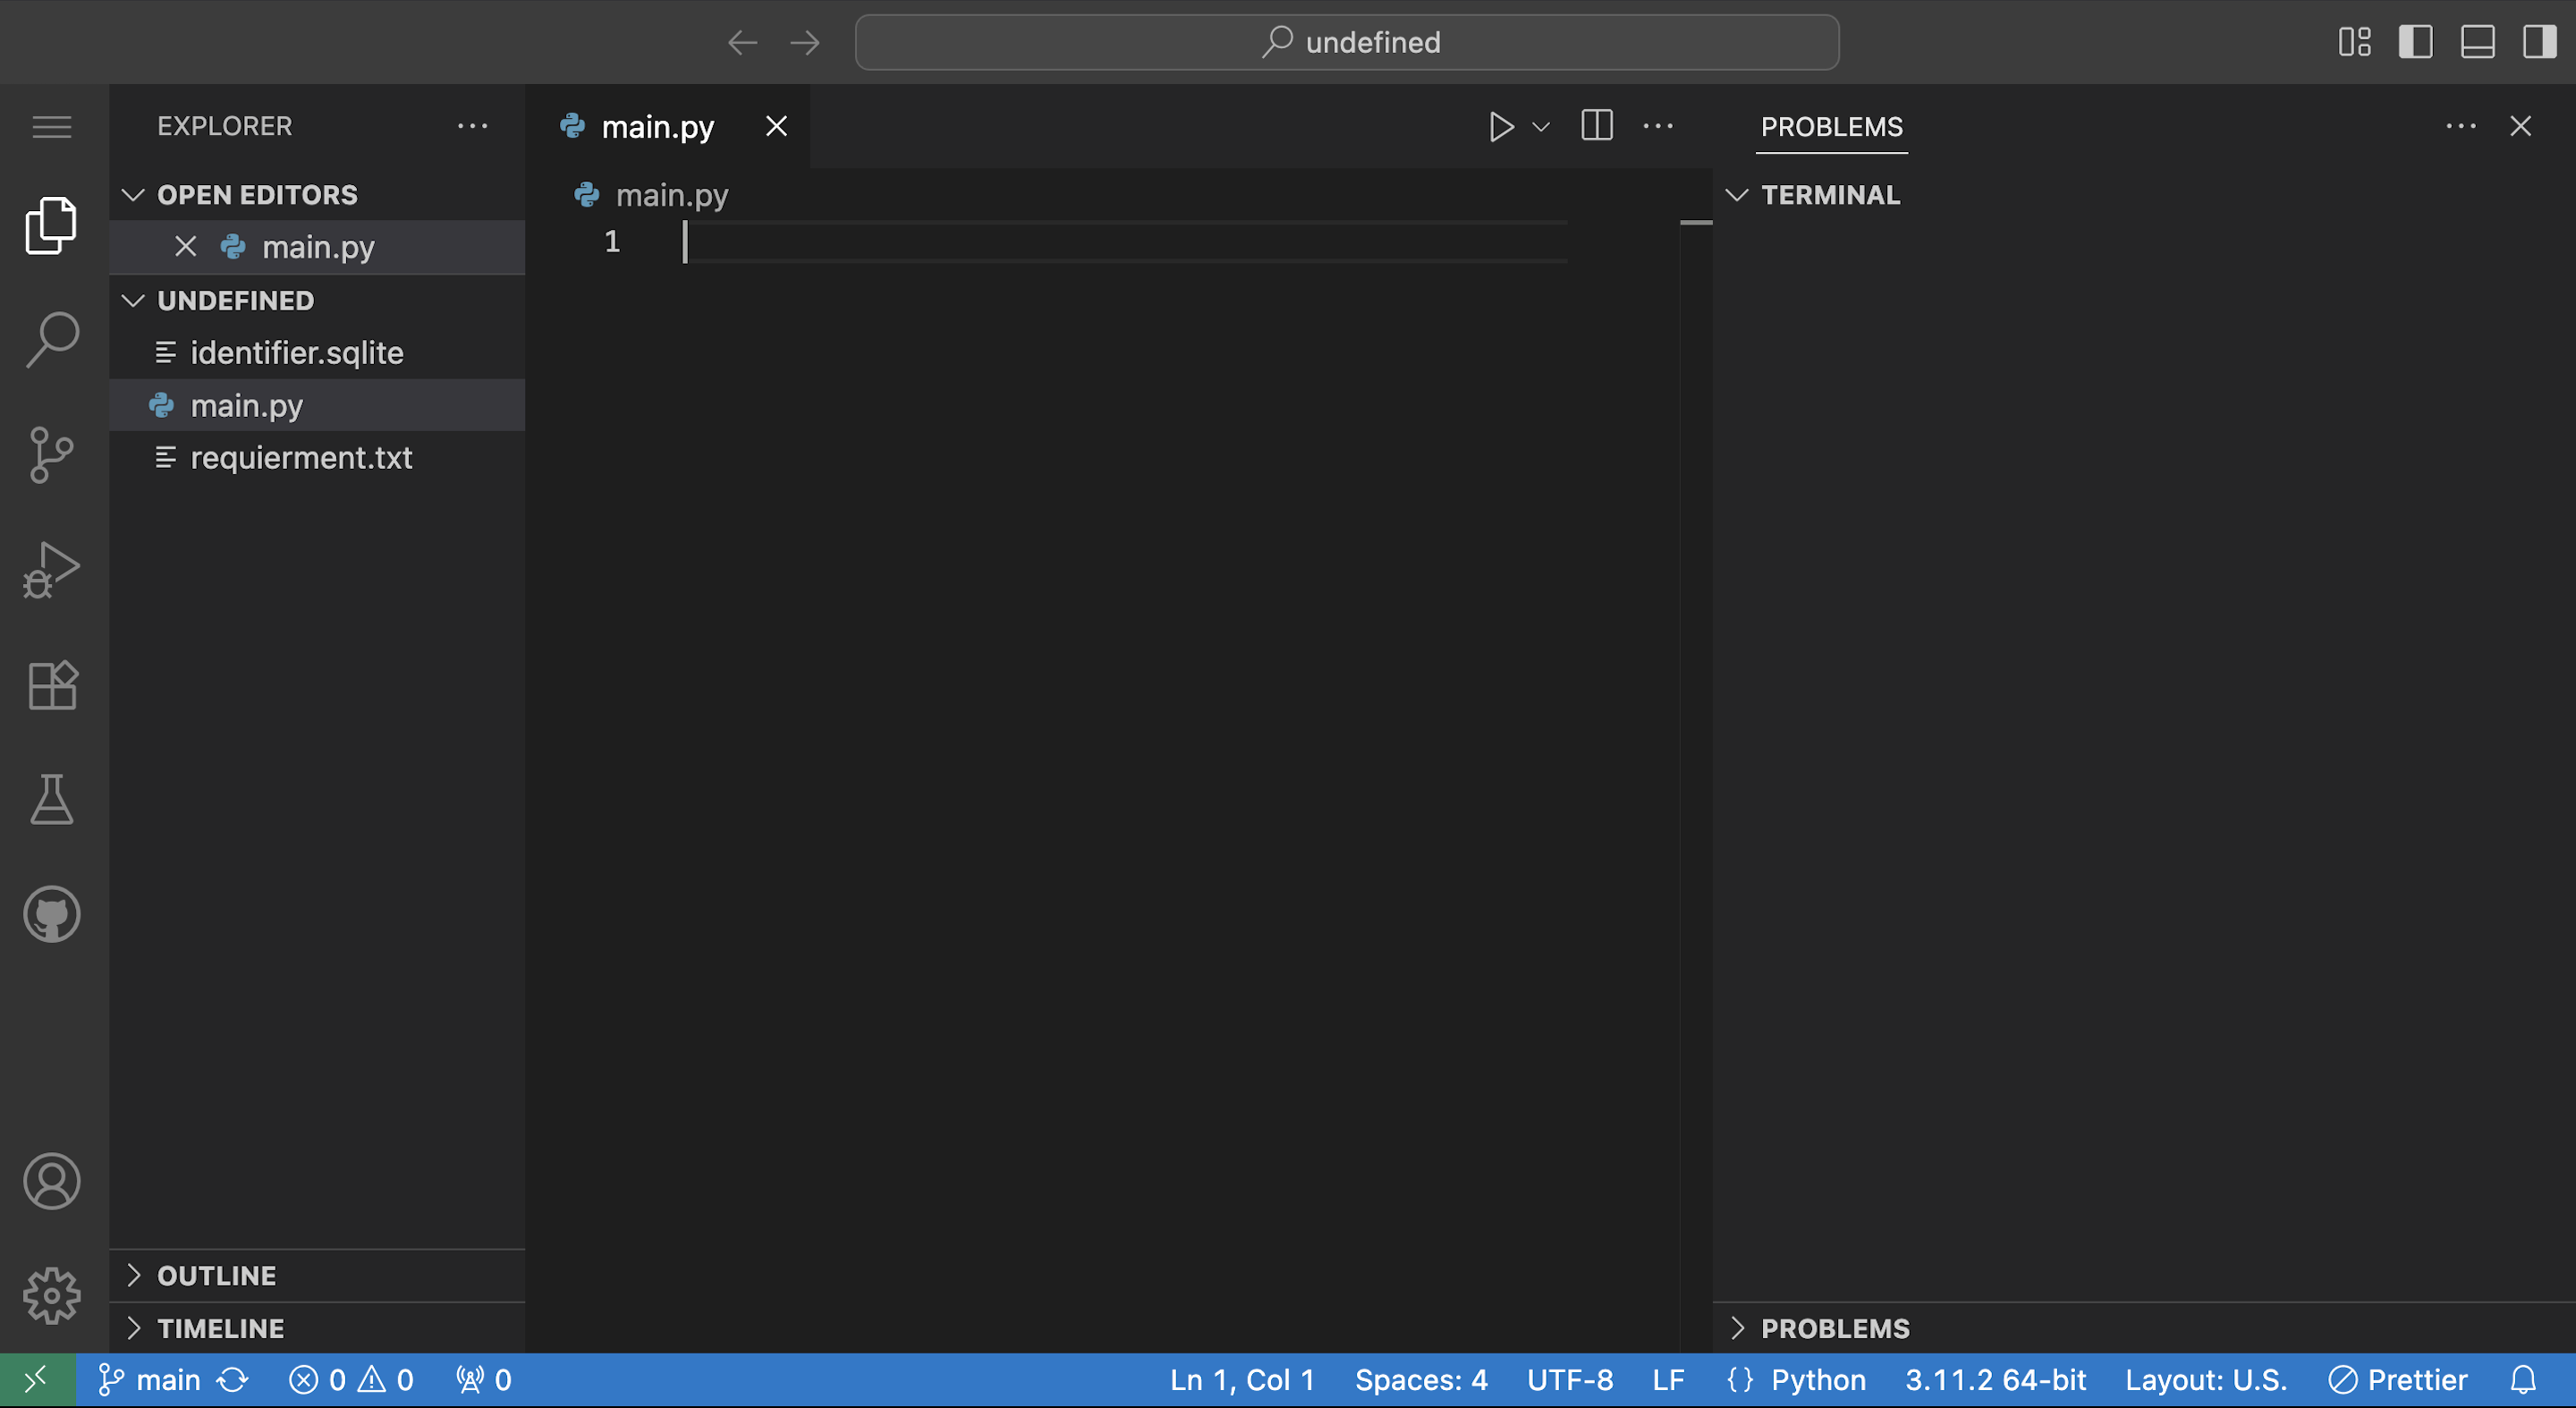 undefined
EXPLORER
OPEN EDITORS
main.py
UNDEFINED
identifier.sqlite
main.py
requierment.txt
OUTLINE
TIMELINE
main.py
main.py
1
PROBLEMS
TERMINAL
PROBLEMS
main 0 0 0 Ln 1, Col 1 Spaces: 4 UTF-8 LF {} Python 3.11.2 64-bit Layout: U.S. Prettier